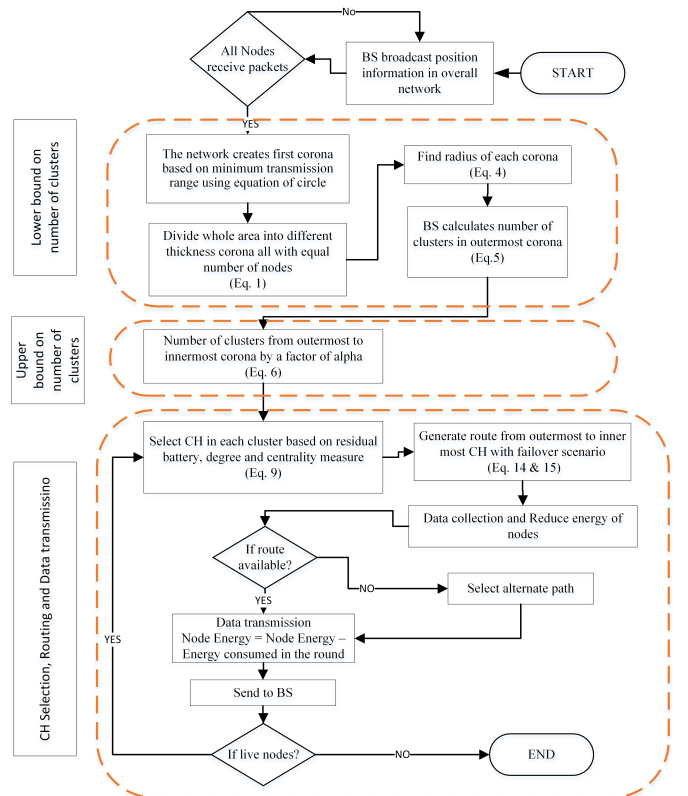 No
All Nodes
receive packets
BS broadcast position
information in overall
network
START
YES
Lower bound on
number of clusters
The network creates first corona
based on minimum transmission
range using equation of circle
Find radius of each corona
(Eq. 4)
Divide whole area into different
thickness corona all with equal
number of nodes
(Eq. 1)
BS calculates number of
clusters in outermost corona
(Eq.5)
Upper
bound on
number of
clusters
Number of clusters from outermost to
innermost corona by a factor of alpha
(Eq. 6)
CH Selection, Routing and Data transmissino
Select CH in each cluster based on residual
battery, degree and centrality measure
(Eq. 9)
Generate route from outermost to inner
most CH with failover scenario
(Eq. 14 & 15)
Data collection and Reduce energy of
nodes
If route
available?
NO
Select alternate path
YES
Data transmission
Node Energy = Node Energy –
Energy consumed in the round
YES
Send to BS
If live nodes?
NO
END